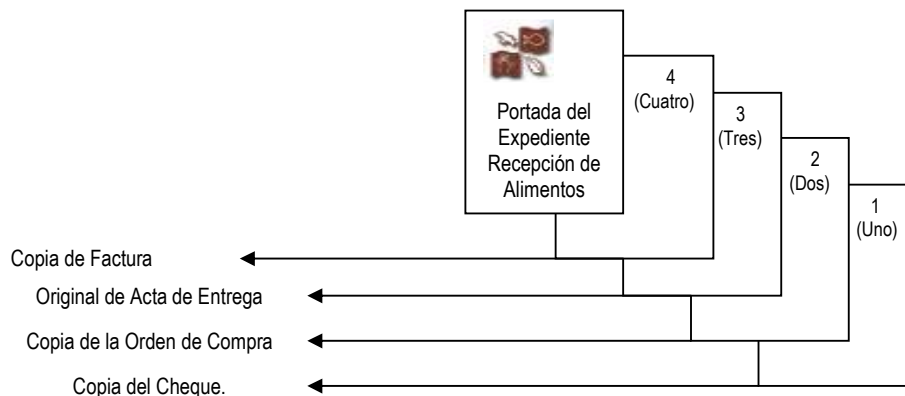 Portada del
Expediente
Recepción de
Alimentos
4
(Cuatro)
3
(Tres)
2
(Dos)
1
(Uno)
Copia de Factura
Original de Acta de Entrega
Copia de la Orden de Compra
Copia del Cheque.